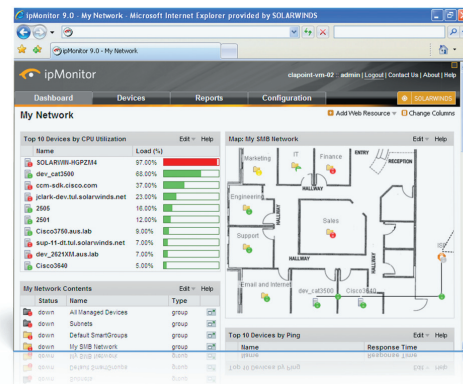 ipMonitor 9.0 - My Network - Microsoft Internet Explorer provided by SOLARWINDS
ipMonitor 9.0 - My Network
ipMonitor
clapoint-vm-02 :: admin | Logout | Contact Us | About | Help
Dashboard Devices Reports Configuration SOLARWINDS
My Network
Add Web Resource Change Columns
Top 10 Devices by CPU Utilization Edit Help
Name Load (%)
SOLARWIN-HGPZM4 97.00%
dev_cat3500 68.00%
ccm-sdk.cisco.com 37.00%
jclark-dev.tul.solarwinds.net 23.00%
2505 16.00%
2501 12.00%
Cisco3750.aus.lab 9.00%
sup-11-dt.tul.solarwinds.net 7.00%
dev_2621XM.aus.lab 7.00%
Cisco3640 5.00%
My Network Contents Edit Help
Status Name Type
down All Managed Devices group
down Subnets group
down Default SmartGroups group
down My SMB Network group
Map: My SMB Network Edit Help
Marketing
IT
Finance
ENTRY
RECEPTION
HALLWAY
Engineering
HALLWAY
Sales
Support
HALLWAY
HALLWAY
ISP
Email and Internet
dev_cat3500
Cisco3640
Top 10 Devices by Ping Edit Help
Name Response Time